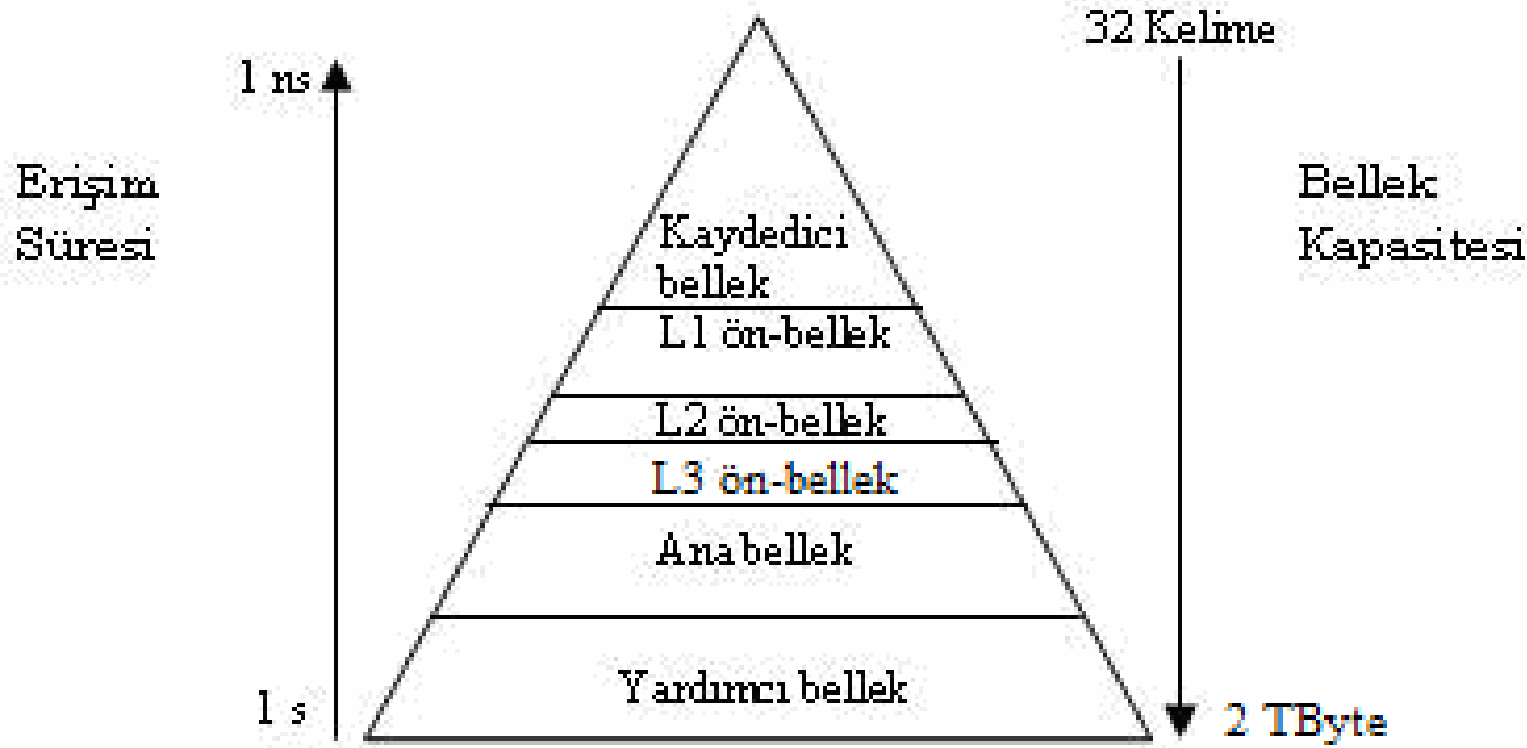 32 Kelime
1 ns
Erişim
Süresi
Bellek
Kapasitesi
Kaydedici
bellek
L1 ön-bellek
L2 ön-bellek
L3 ön-bellek
Ana bellek
Yardımcı bellek
1 s
2 TByte